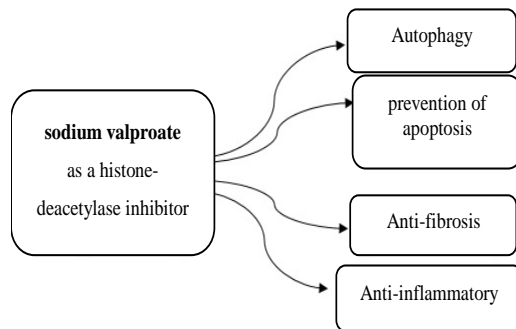 sodium valproate
as a histone-
deacetylase inhibitor
Autophagy
prevention of
apoptosis
Anti-fibrosis
Anti-inflammatory